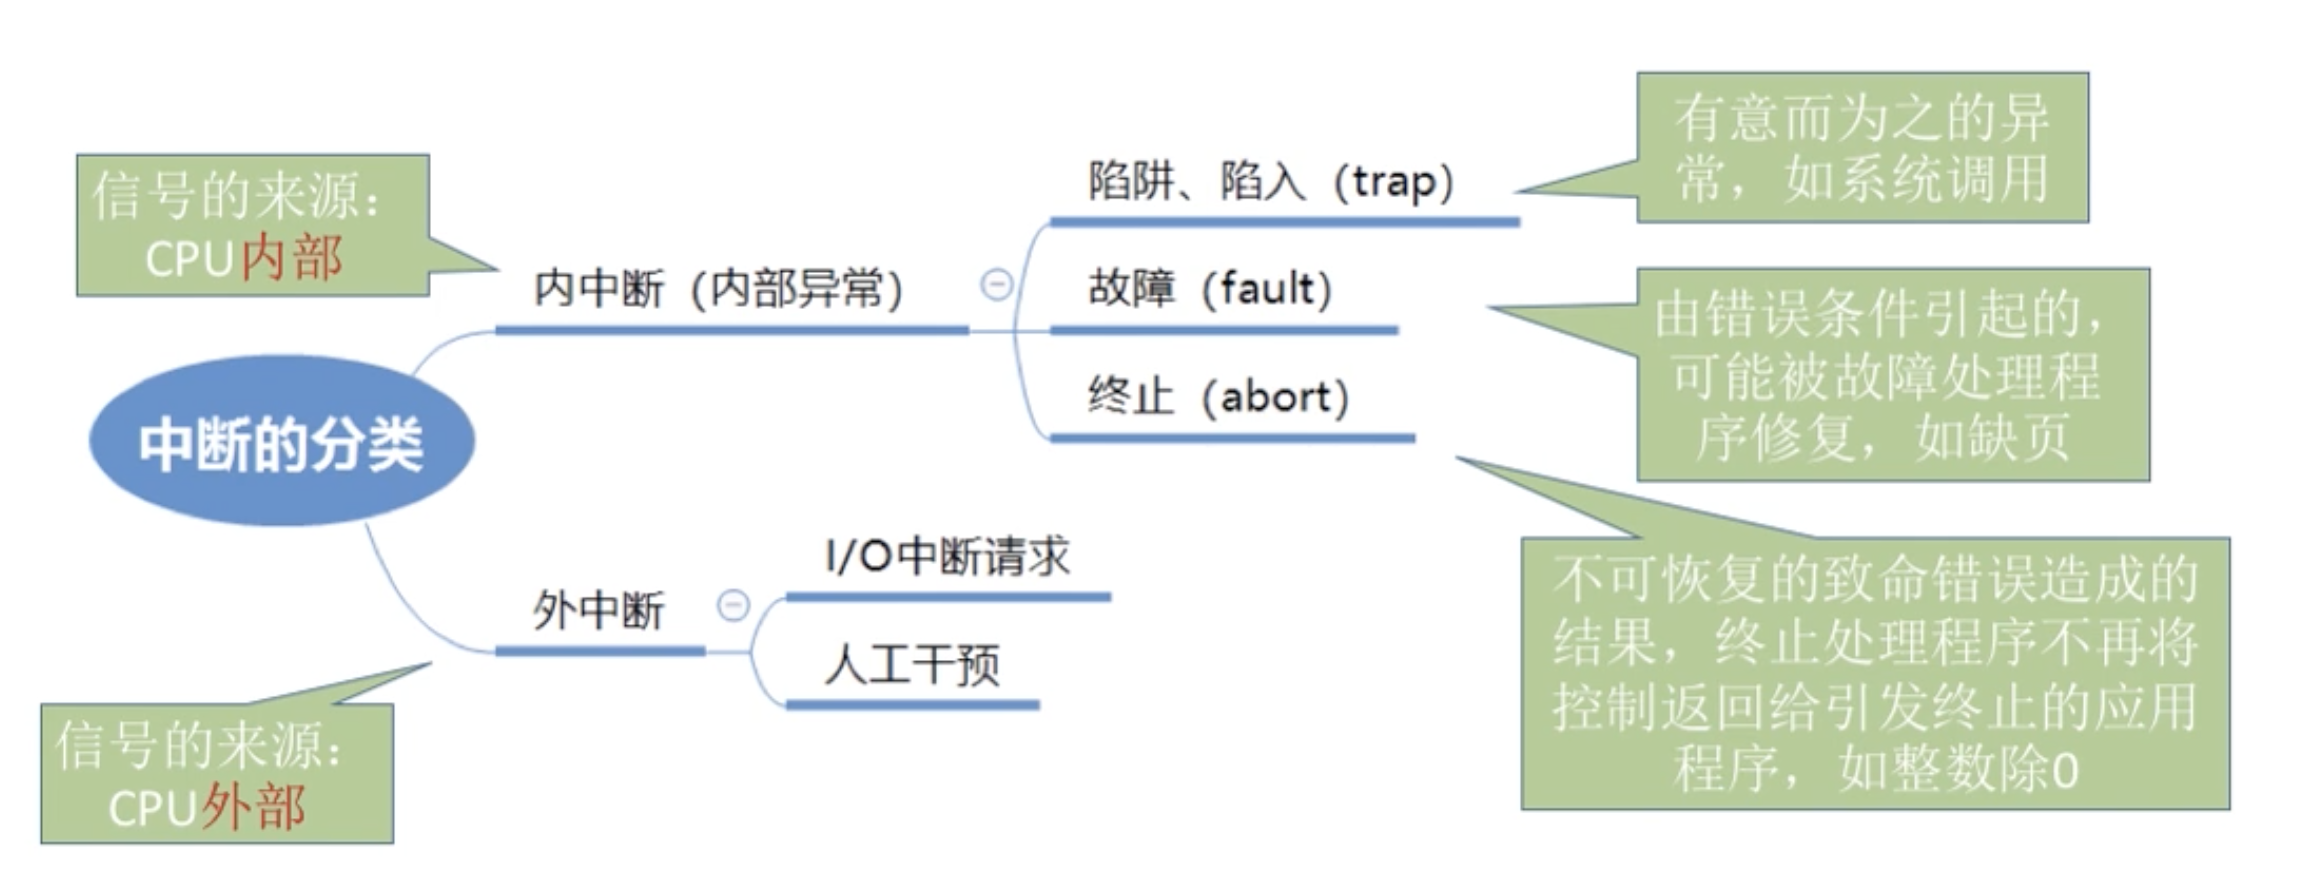 中断的分类
信号的来源：
CPU内部
内中断（内部异常）
陷阱、陷入（trap）
有意而为之的异
常，如系统调用
故障（fault）
由错误条件引起的，
可能被故障处理程
序修复，如缺页
终止（abort）
不可恢复的致命错误造成的
结果，终止处理程序不再将
控制返回给引发终止的应用
程序，如整数除0
信号的来源：
CPU外部
外中断
I/O中断请求
人工干预